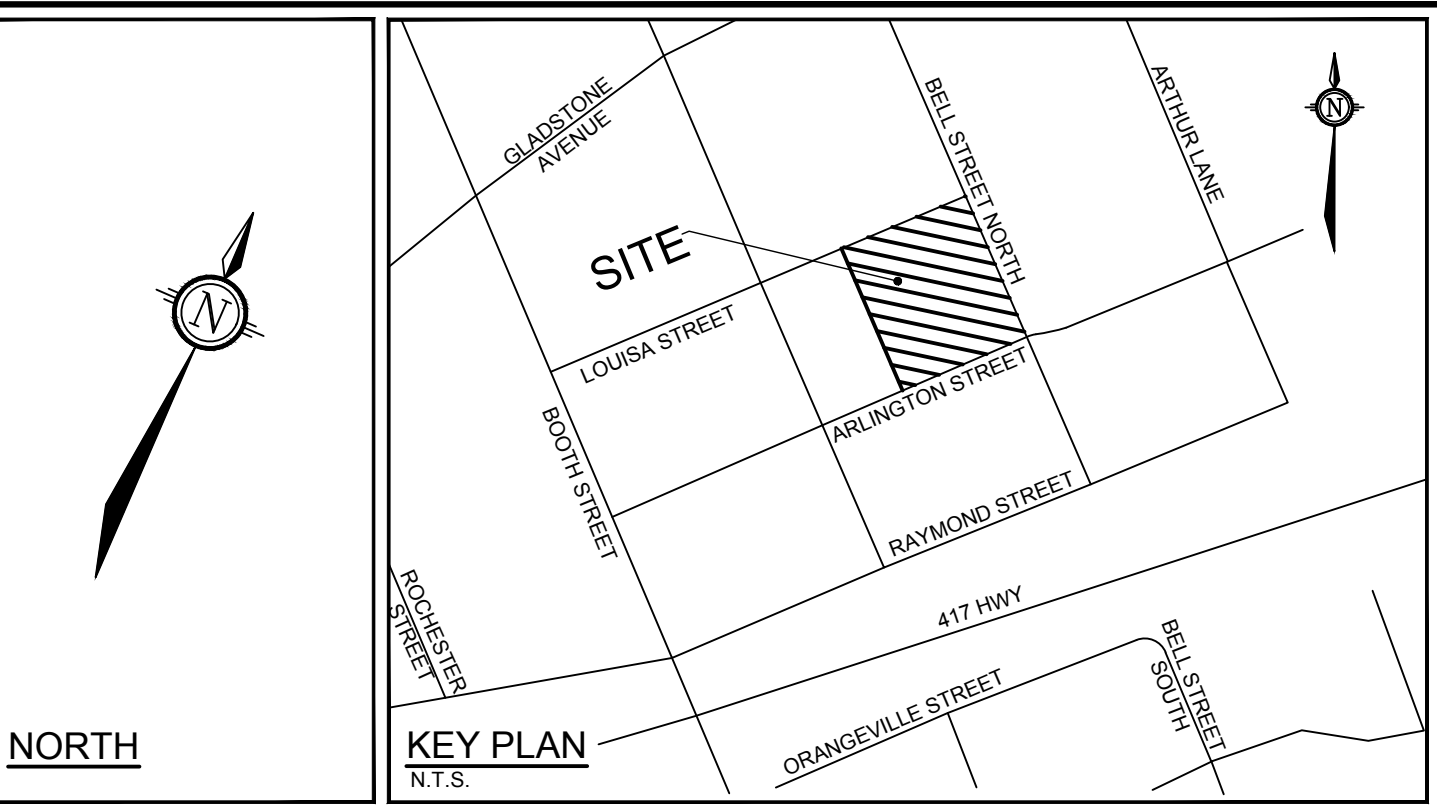 N
NORTH
GLADSTONE
AVENUE
BELL STREET NORTH
ARTHUR LANE
N
SITE
LOUISA STREET
ARLINGTON STREET
BOOTH STREET
RAYMOND STREET
ROCHESTER
STREET
417 HWY
BELL STREET
SOUTH
ORANGEVILLE STREET
KEY PLAN
N.T.S.